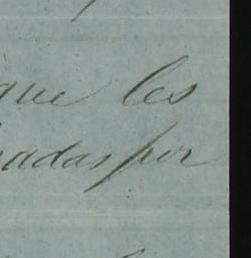 que les
adas por